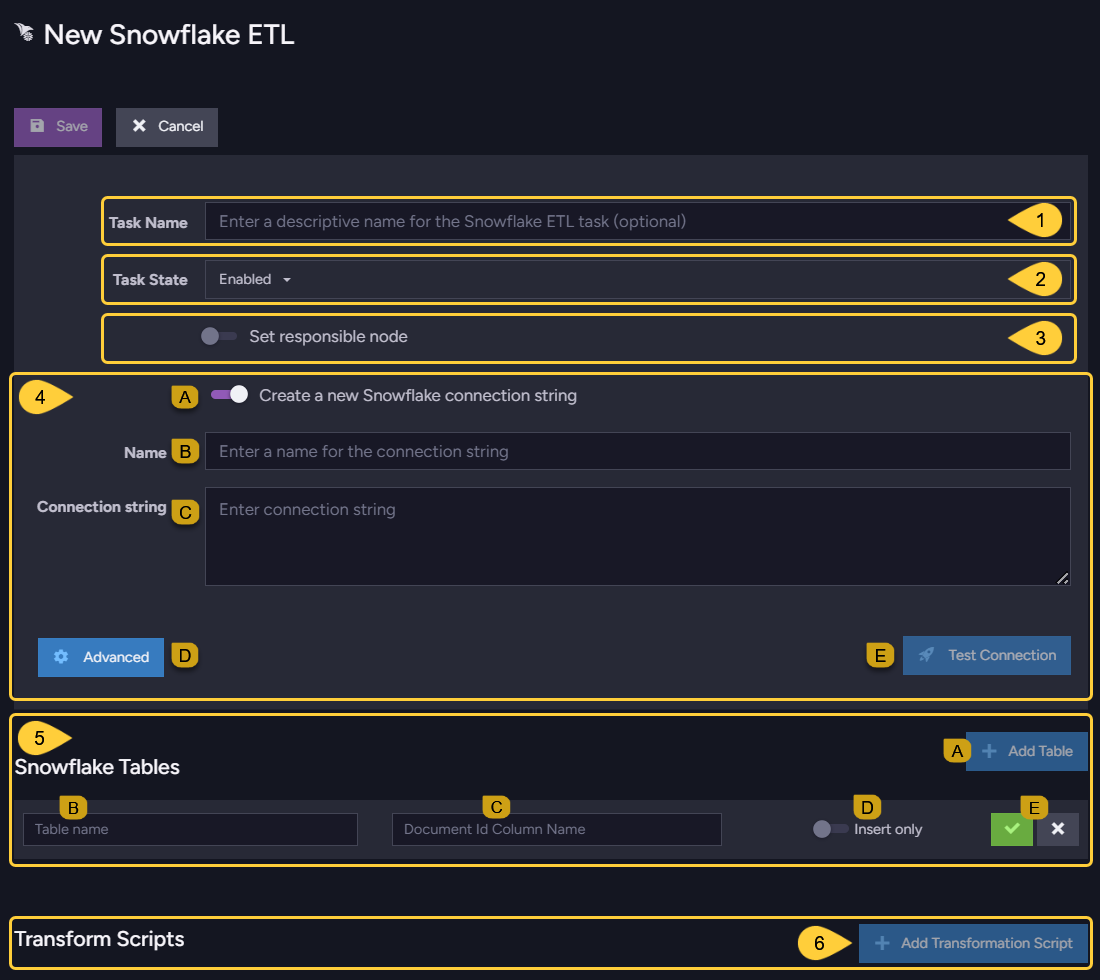 New Snowflake ETL
Save
Cancel
Task Name
Enter a descriptive name for the Snowflake ETL task (optional)
1
Task State
Enabled
2
Set responsible node
3
4
A
Create a new Snowflake connection string
Name
B
Enter a name for the connection string
Connection string
C
Enter connection string
Advanced
D
E
Test Connection
5
Snowflake Tables
A
Add Table
B
C
D
E
Table name
Document Id Column Name
Insert only
Transform Scripts
6
Add Transformation Script